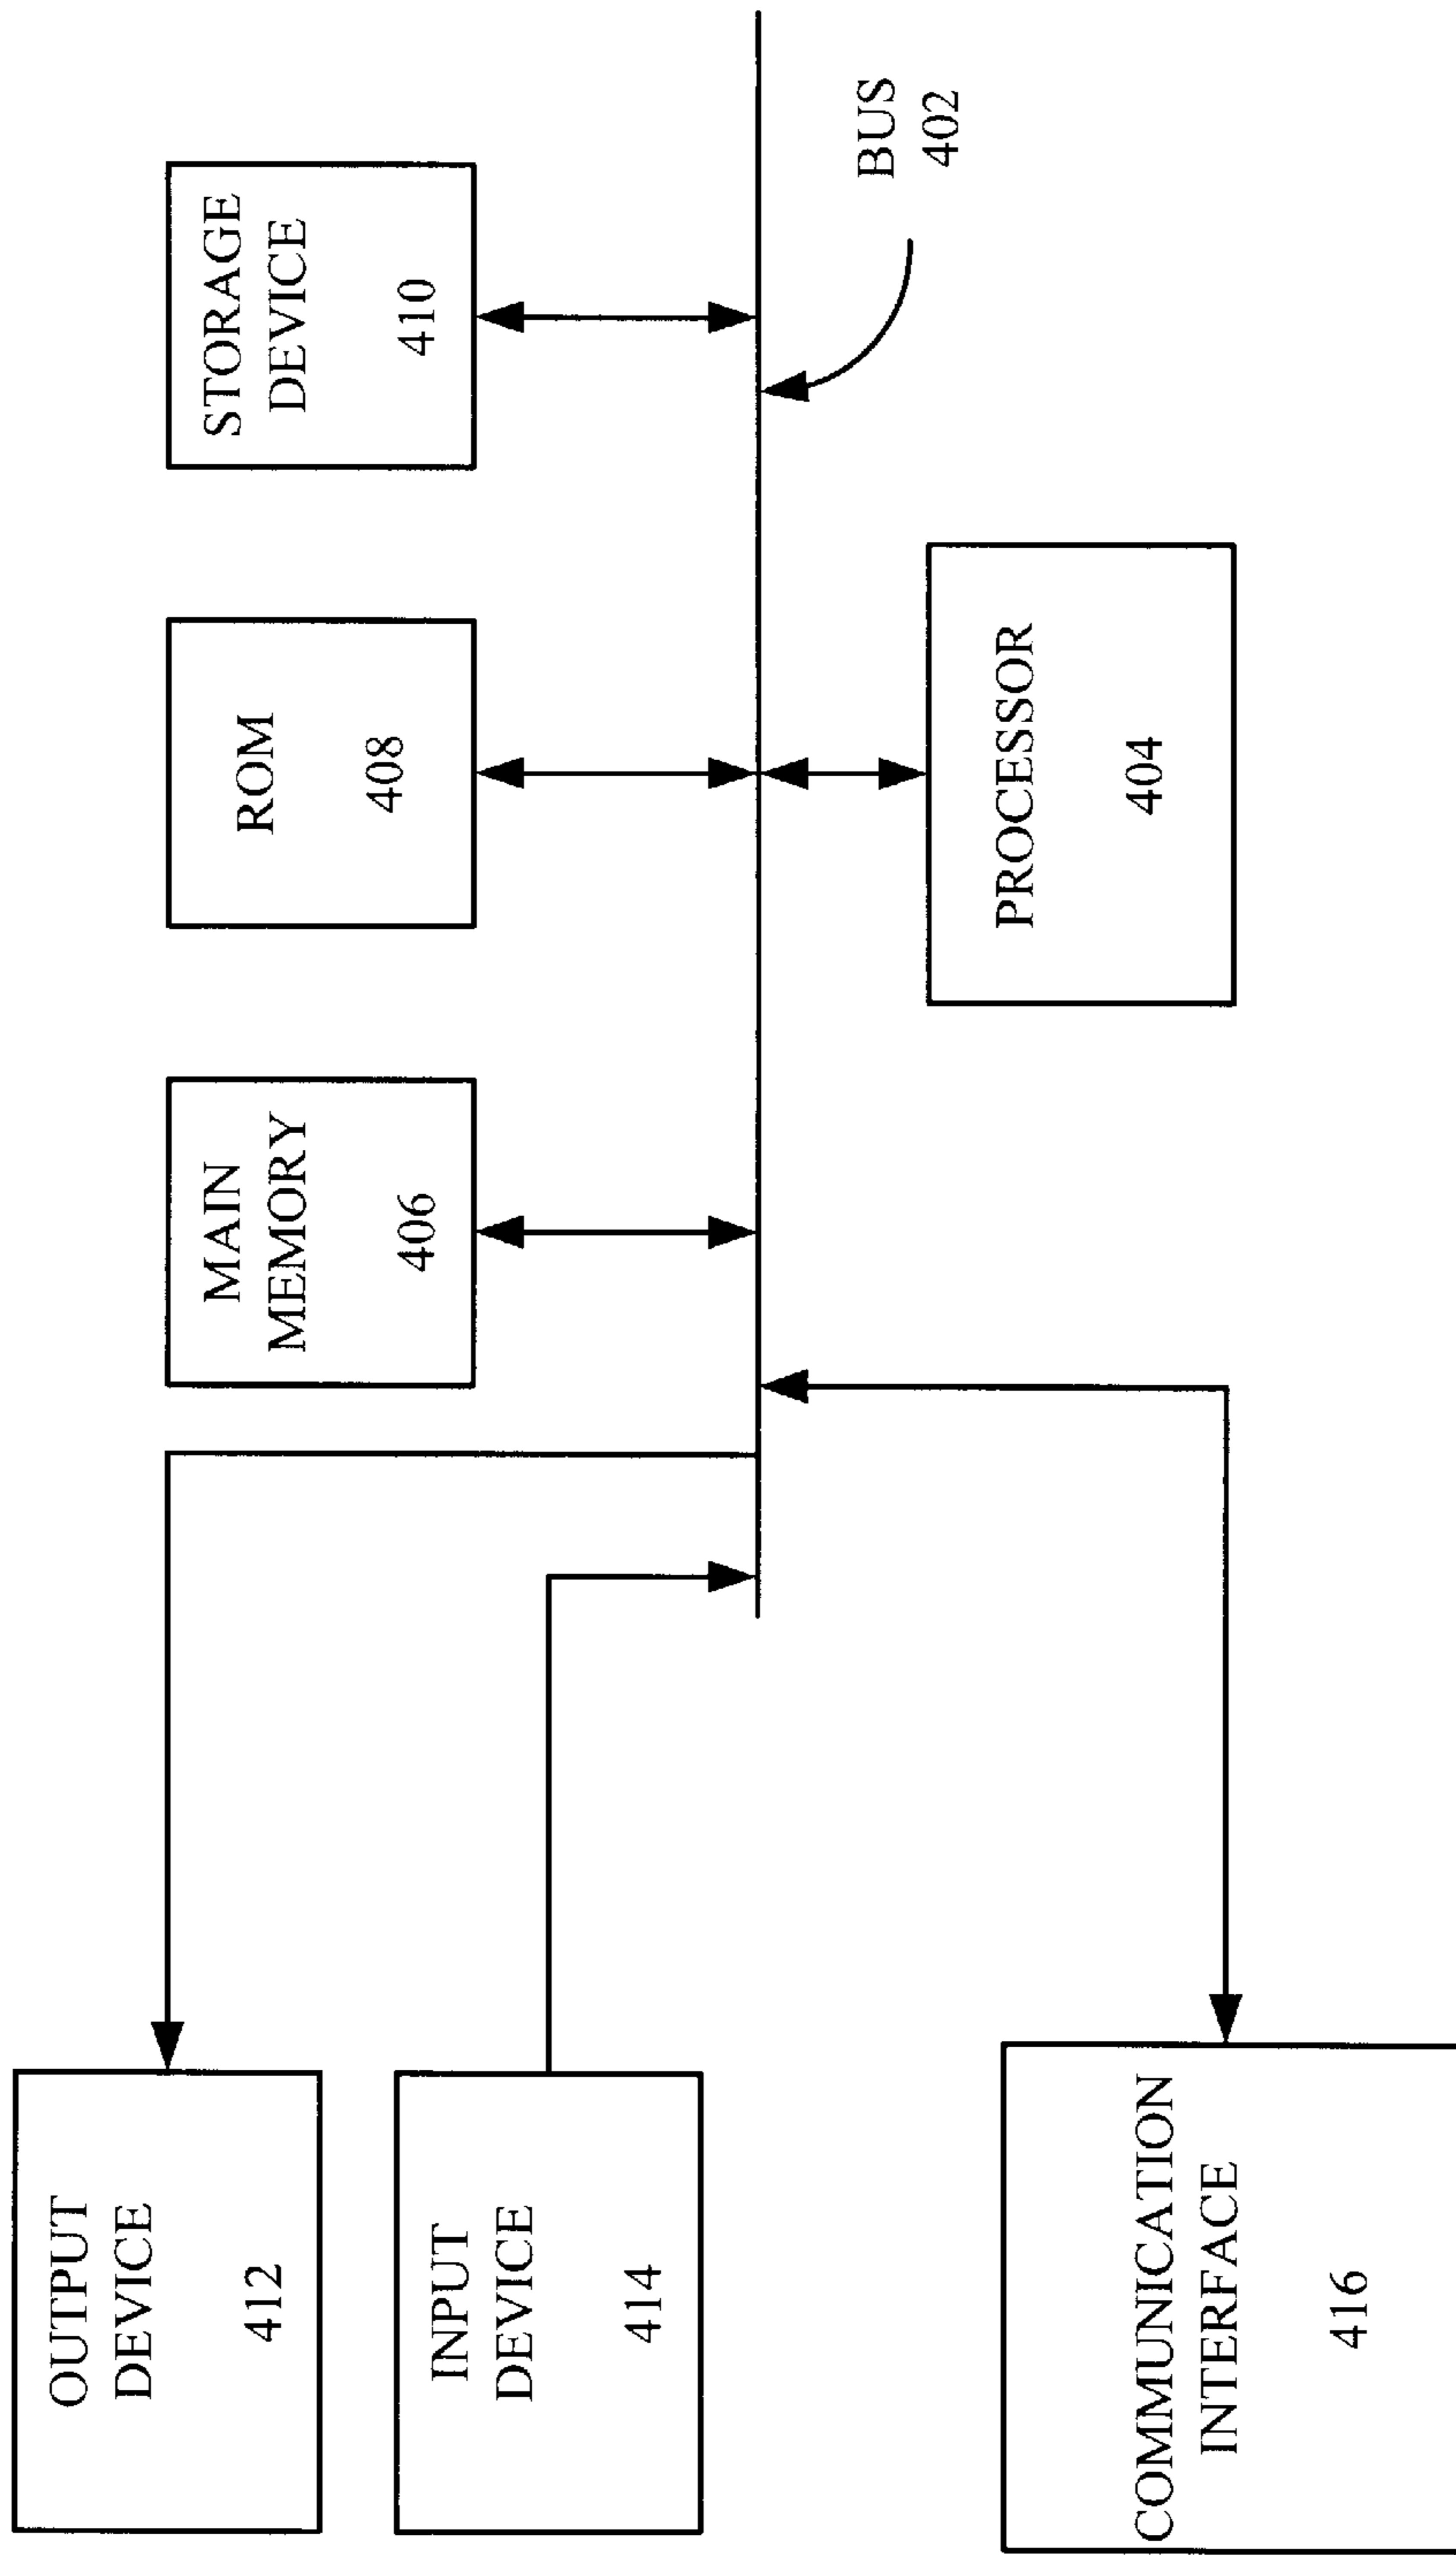 OUTPUT
DEVICE
412
INPUT
DEVICE
414
COMMUNICATION
INTERFACE
416
MAIN
MEMORY
406
ROM
408
STORAGE
DEVICE
410
PROCESSOR
404
BUS
402